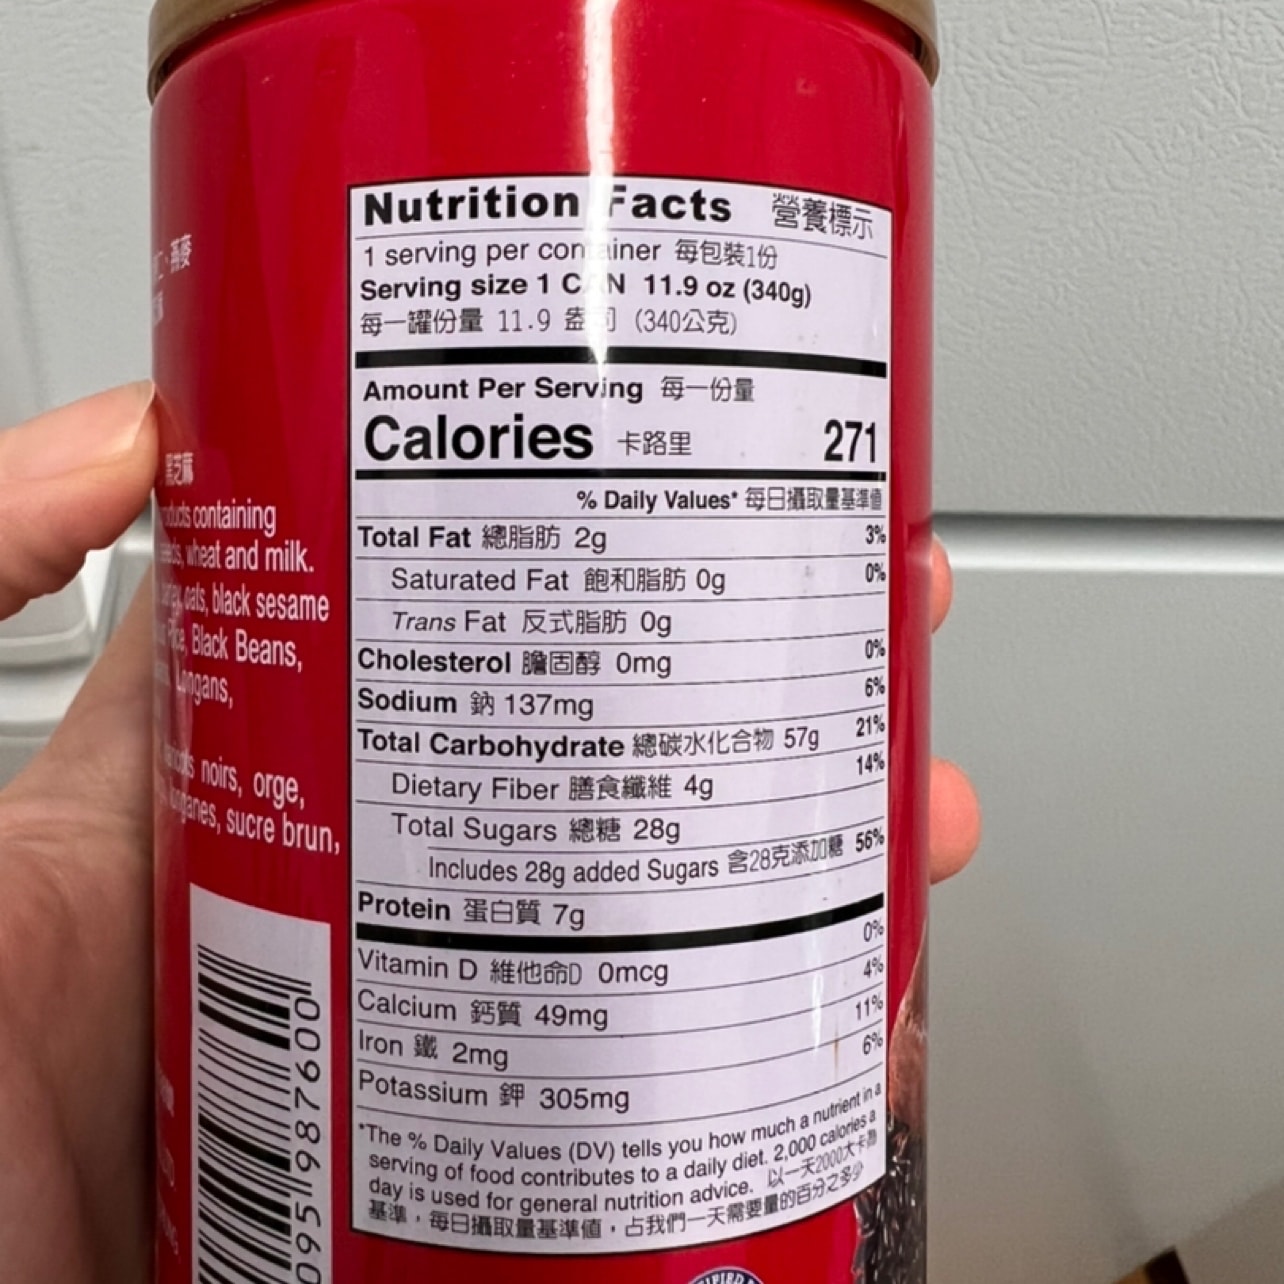 、燕麥
黑芝麻
containing
wheat and milk.
oats, black sesame
Black Beans,
Longans,
noirs, orge,
longanes, sucre brun,
Nutrition Facts 營養標示
1 serving per container 每包裝1份
Serving size 1 CAN 11.9 oz (340g)
每一罐份量 11.9 盎司 (340公克)
Amount Per Serving 每一份量
Calories 卡路里 271
% Daily Values* 每日攝取量基準值
Total Fat 總脂肪 2g 3%
Saturated Fat 飽和脂肪 0g 0%
Trans Fat 反式脂肪 0g
Cholesterol 膽固醇 0mg 0%
Sodium 鈉 137mg 6%
Total Carbohydrate 總碳水化合物 57g 21%
Dietary Fiber 膳食纖維 4g 14%
Total Sugars 總糖 28g
Includes 28g added Sugars 含28克添加糖 56%
Protein 蛋白質 7g
Vitamin D 維他命D 0mcg 0%
Calcium 鈣質 49mg 4%
Iron 鐵 2mg 11%
Potassium 鉀 305mg 6%
*The % Daily Values (DV) tells you how much a nutrient in a
serving of food contributes to a daily diet. 2,000 calories a
day is used for general nutrition advice. 以一天2000大卡為
基準，每日攝取量基準值，占我們一天需要量的百分之多少